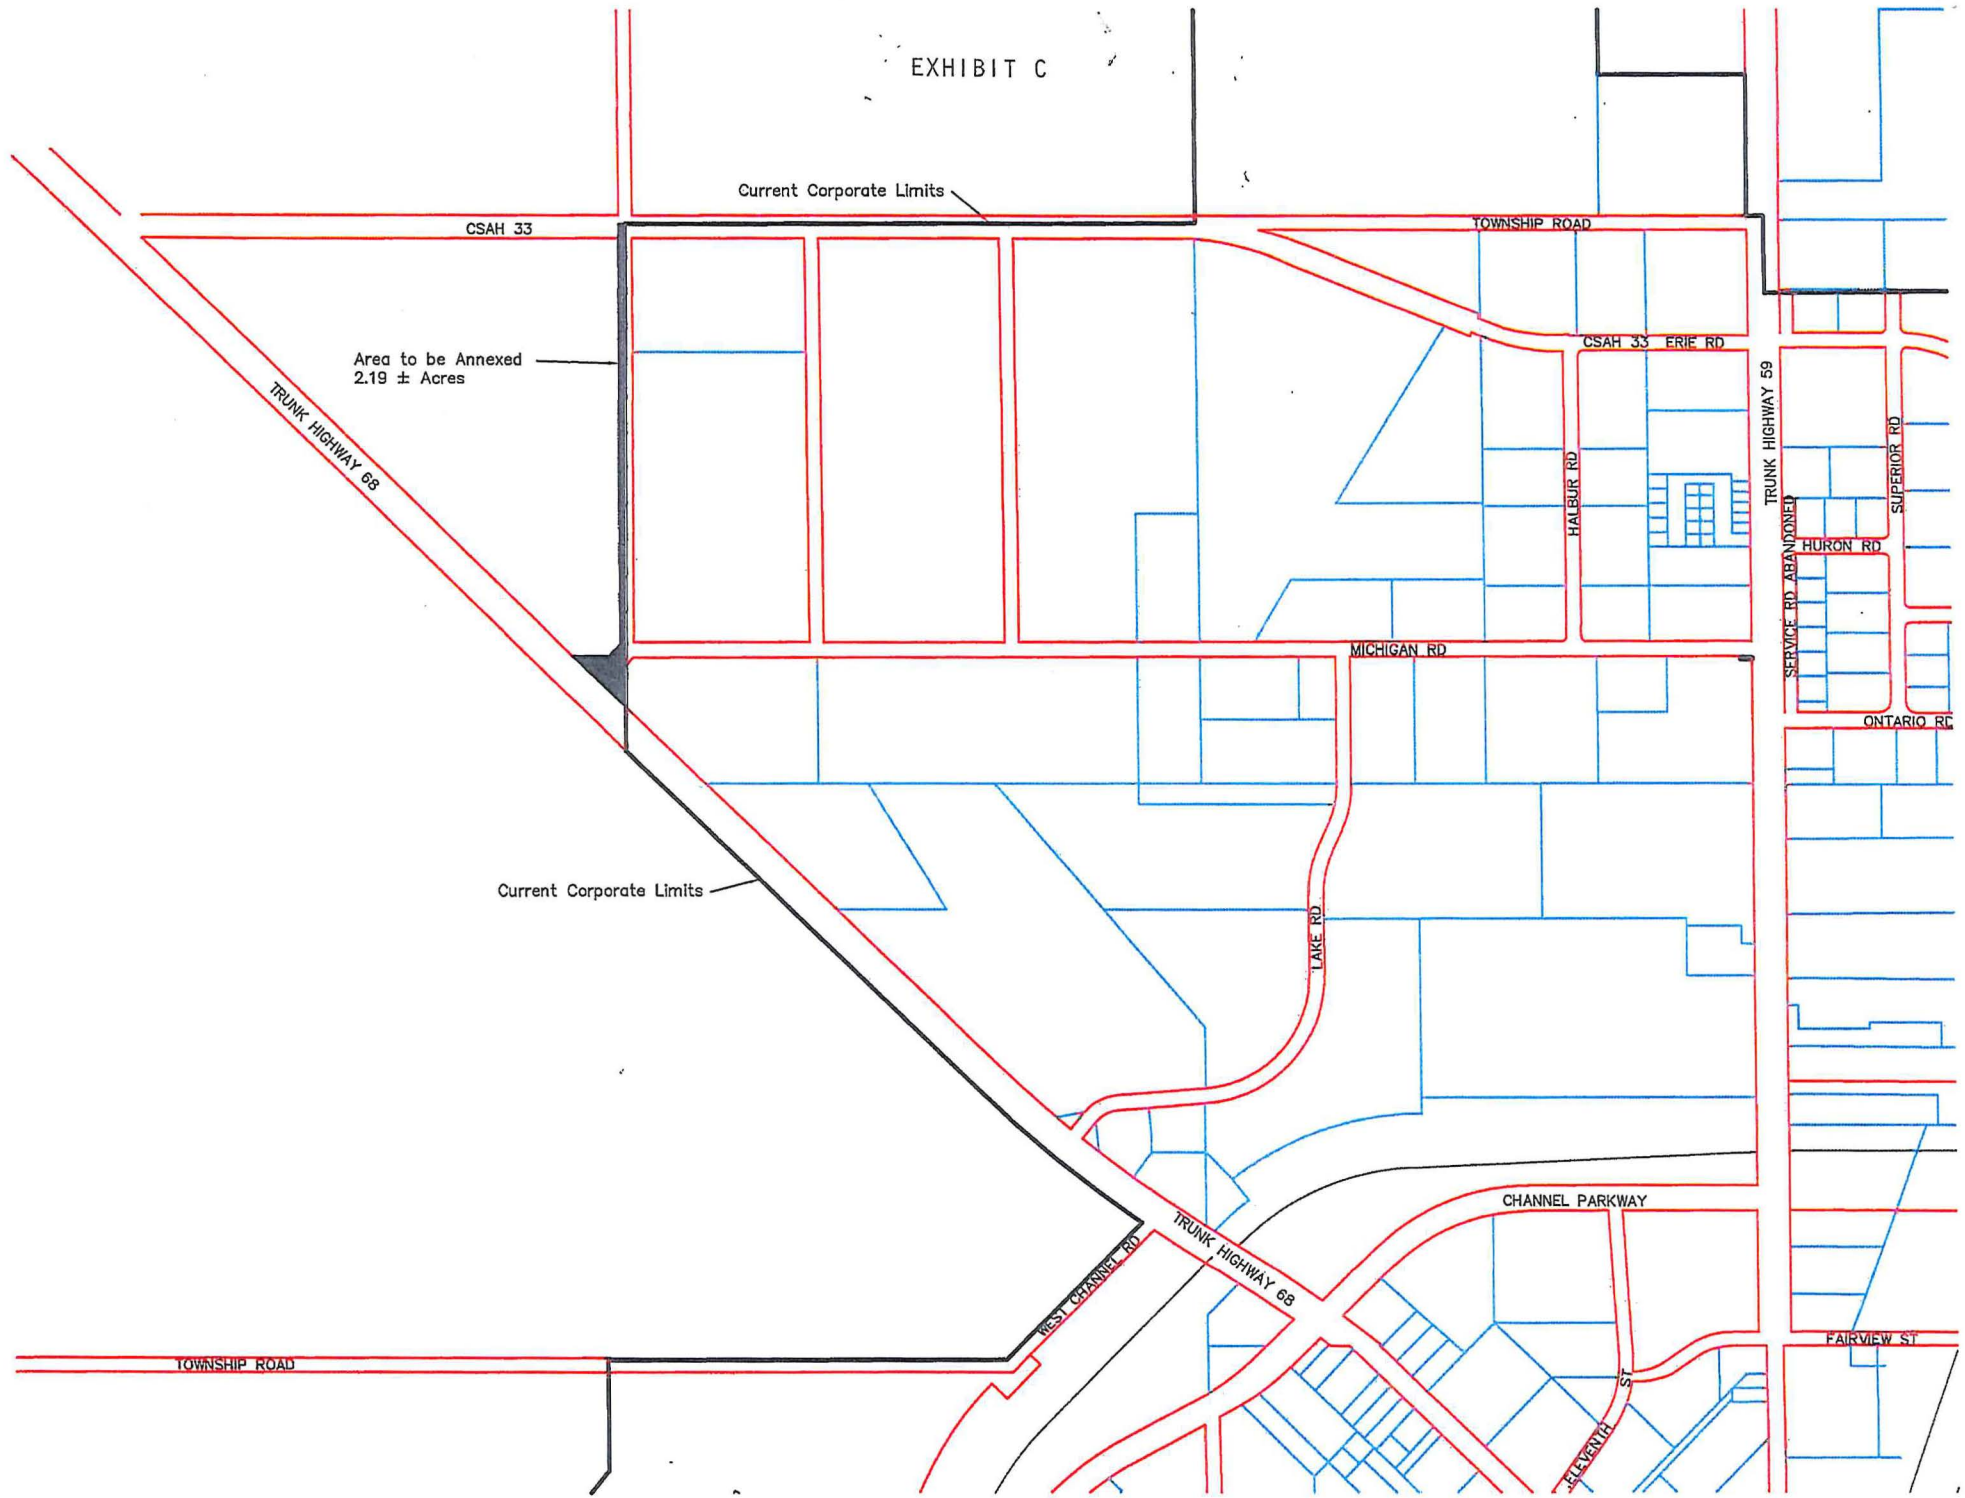 EXHIBIT C
Current Corporate Limits
CSAH 33
TOWNSHIP ROAD
CSAH 33 ERIE RD
Area to be Annexed
2.19 ± Acres
TRUNK HIGHWAY 68
TRUNK HIGHWAY 59
SUPERIOR RD
HALBUR RD
SERVICE RD ABANDONED
HURON RD
MICHIGAN RD
ONTARIO RD
Current Corporate Limits
LAKE RD
CHANNEL PARKWAY
TRUNK HIGHWAY 68
WEST CHANNEL RD
FAIRVIEW ST
TOWNSHIP ROAD
ELEVENTH ST